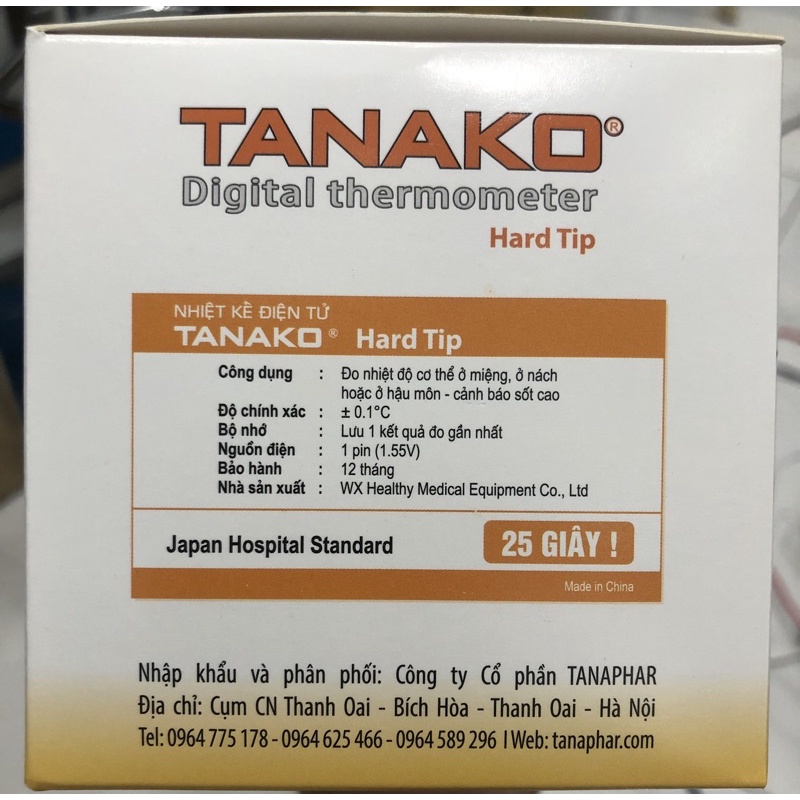 TANAKO®
Digital thermometer
Hard Tip
NHIỆT KẾ ĐIỆN TỬ
TANAKO® Hard Tip
Công dụng : Đo nhiệt độ cơ thể ở miệng, ở nách
hoặc ở hậu môn - cảnh báo sốt cao
Độ chính xác : ± 0.1°C
Bộ nhớ : Lưu 1 kết quả đo gần nhất
Nguồn điện : 1 pin (1.55V)
Bảo hành : 12 tháng
Nhà sản xuất : WX Healthy Medical Equipment Co., Ltd
Japan Hospital Standard 25 GIÂY !
Made in China
Nhập khẩu và phân phối: Công ty Cổ phần TANAPHAR
Địa chỉ: Cụm CN Thanh Oai - Bích Hòa - Thanh Oai - Hà Nội
Tel: 0964 775 178 - 0964 625 466 - 0964 589 296 I Web: tanaphar.com